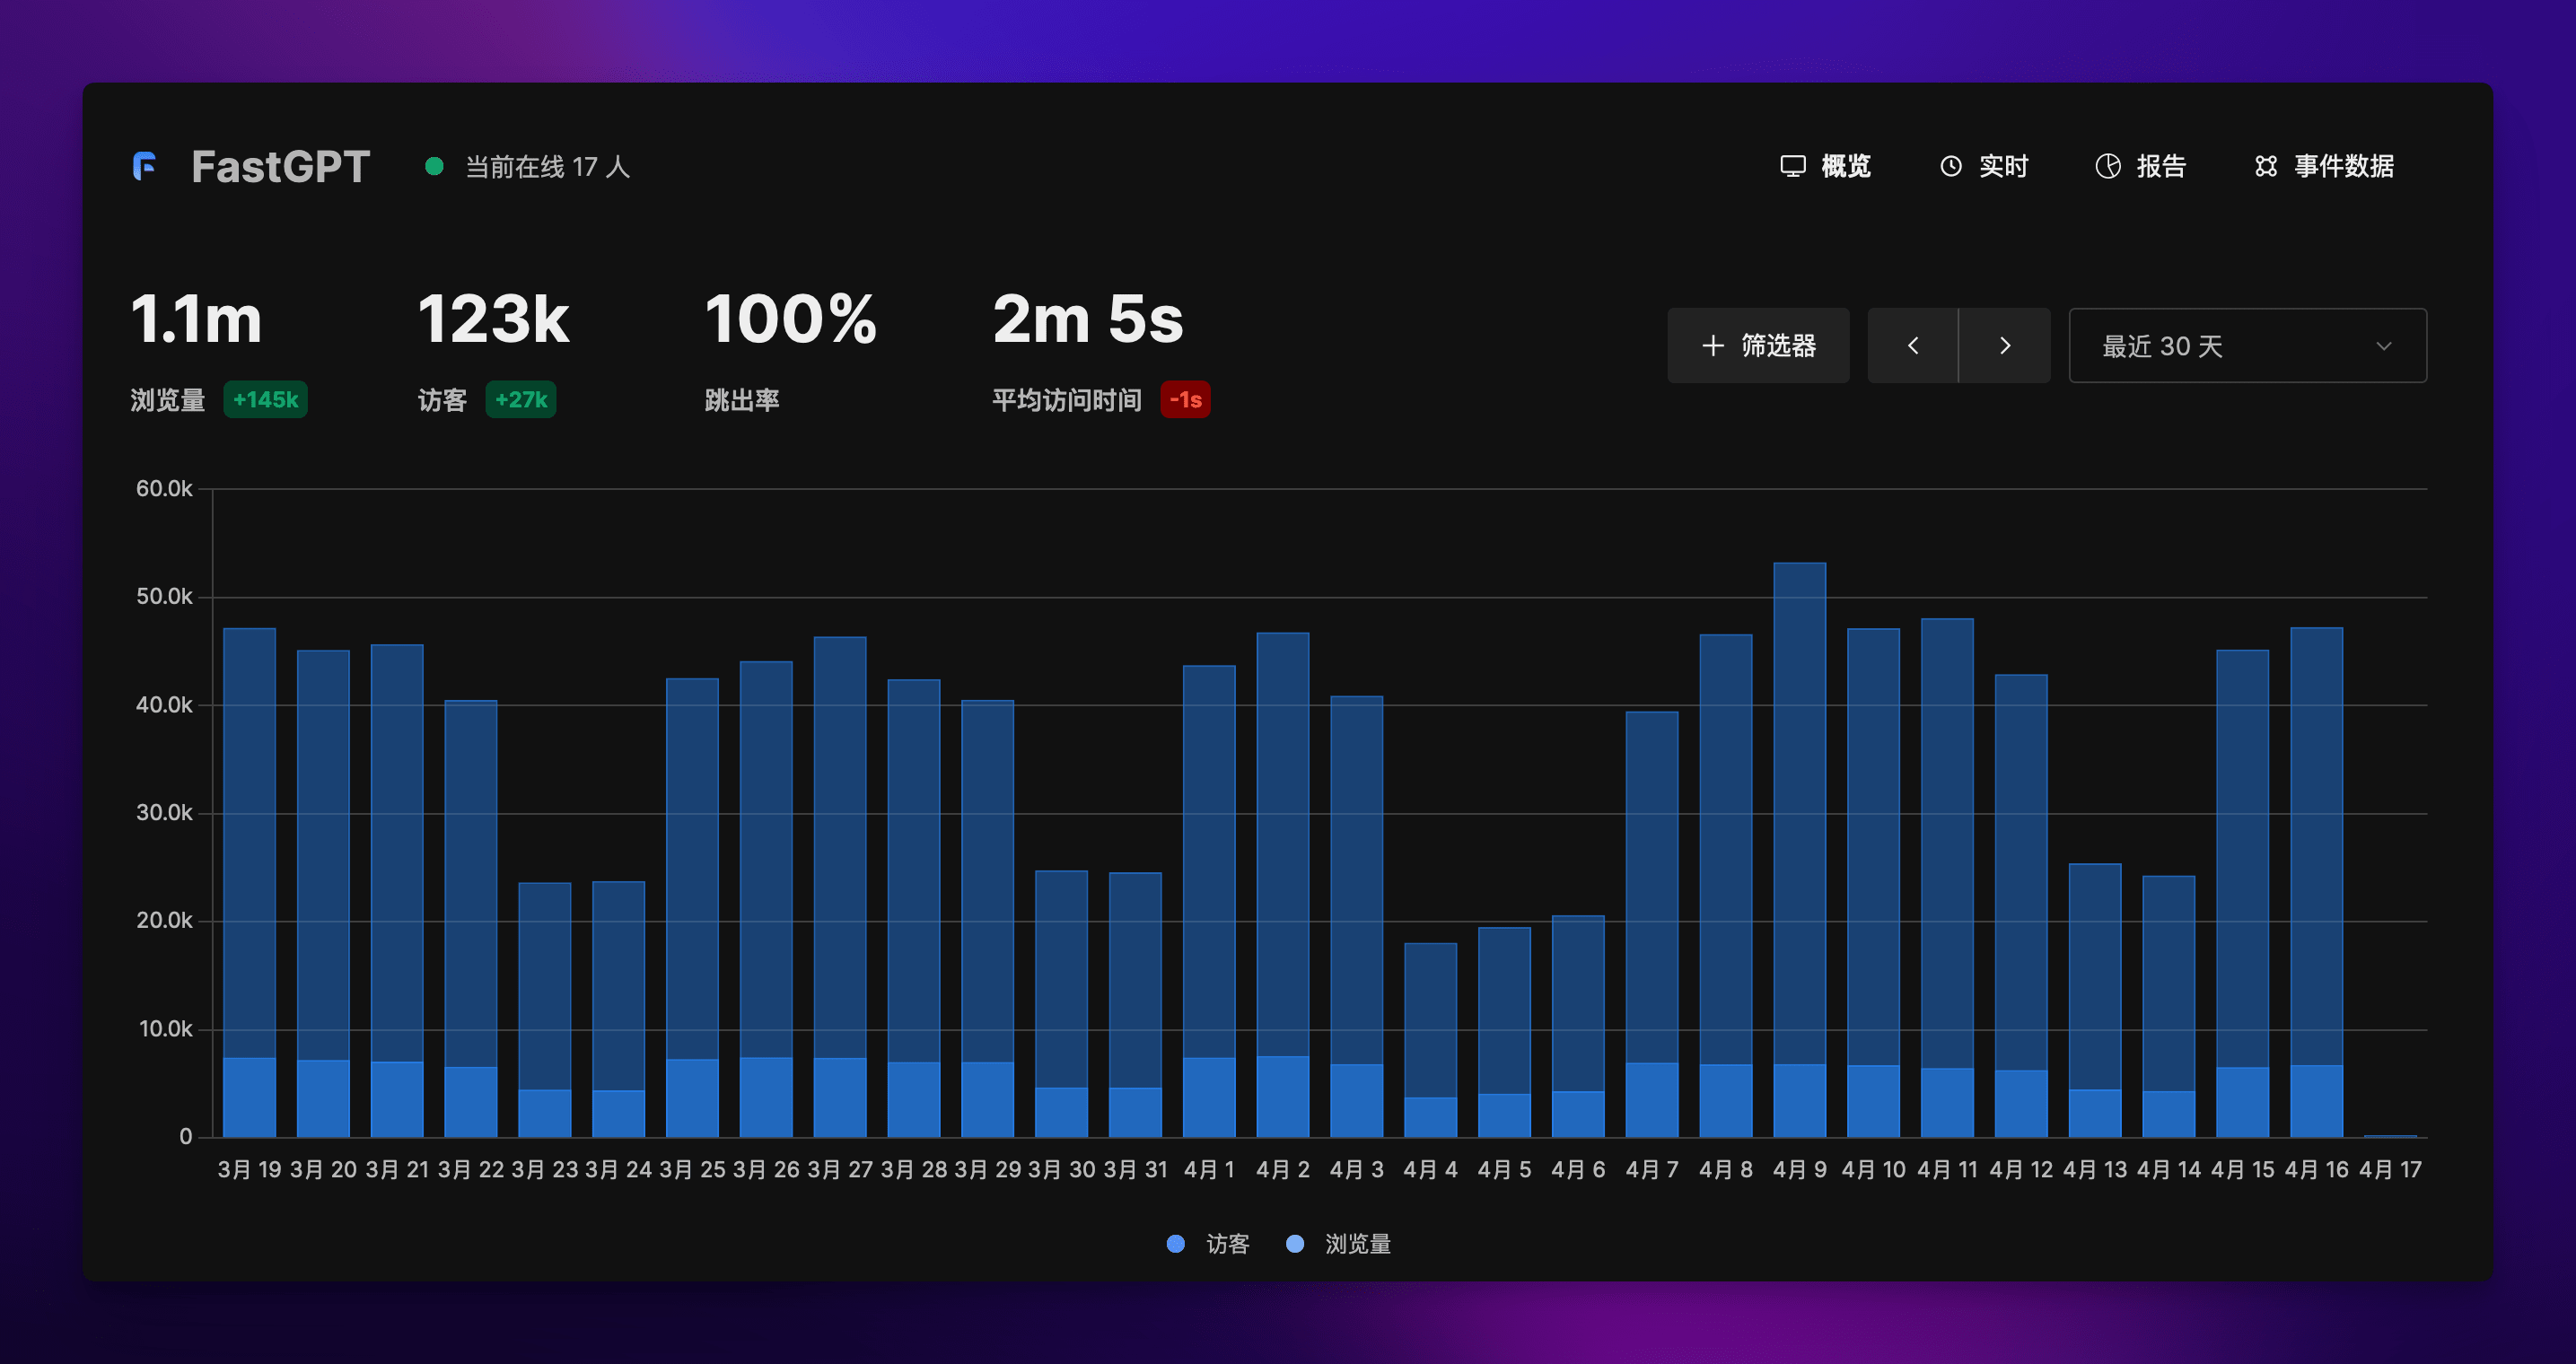 FastGPT 当前在线 17 人 概览 实时 报告 事件数据
1.1m 123k 100% 2m 5s
筛选器 最近 30 天
浏览量 +145k 访客 +27k 跳出率 平均访问时间 -1s
60.0k
50.0k
40.0k
30.0k
20.0k
10.0k
0
3月 19 3月 20 3月 21 3月 22 3月 23 3月 24 3月 25 3月 26 3月 27 3月 28 3月 29 3月 30 3月 31 4月 1 4月 2 4月 3 4月 4 4月 5 4月 6 4月 7 4月 8 4月 9 4月 10 4月 11 4月 12 4月 13 4月 14 4月 15 4月 16 4月 17
访客 浏览量